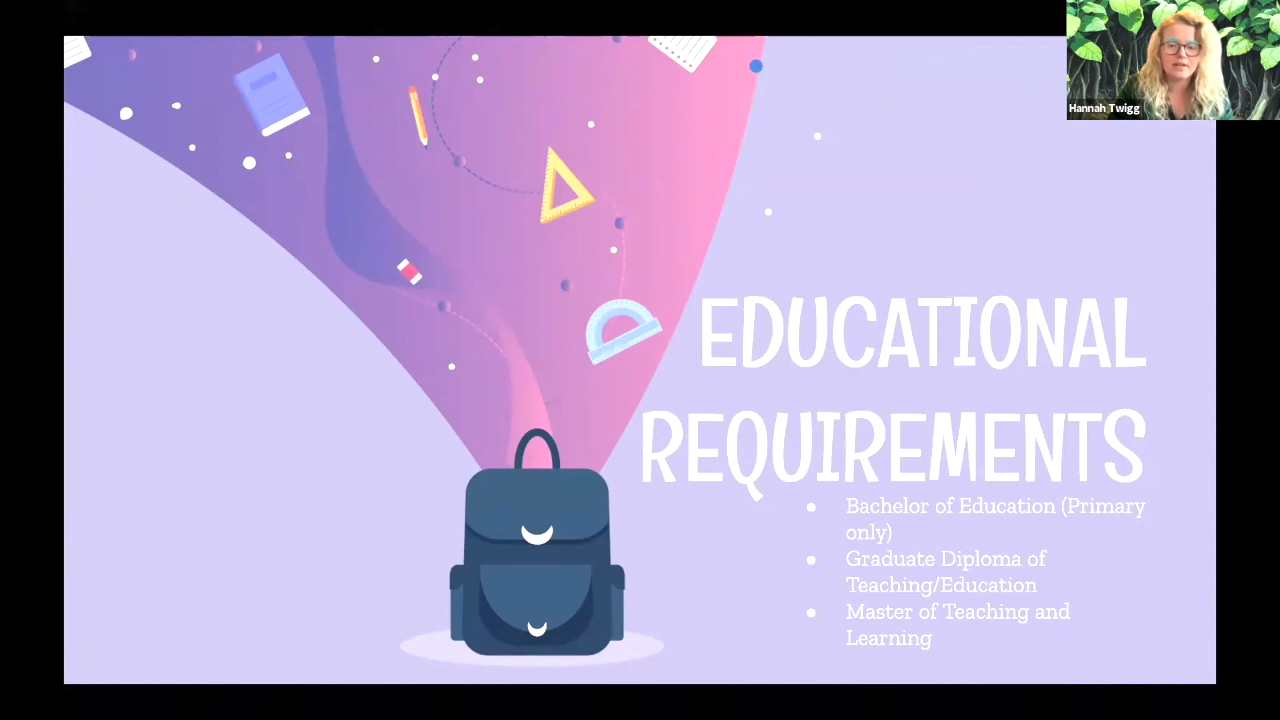 Hannah Twigg
EDUCATIONAL
REQUIREMENTS
● Bachelor of Education (Primary
only)
● Graduate Diploma of
Teaching/Education
● Master of Teaching and
Learning